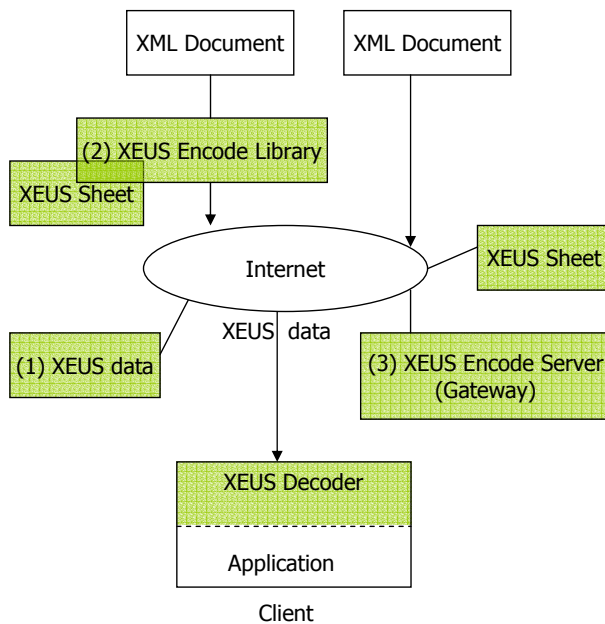 XML Document
XML Document
(2) XEUS Encode Library
XEUS Sheet
XEUS Sheet
Internet
XEUS data
(1) XEUS data
(3) XEUS Encode Server
(Gateway)
XEUS Decoder
Application
Client